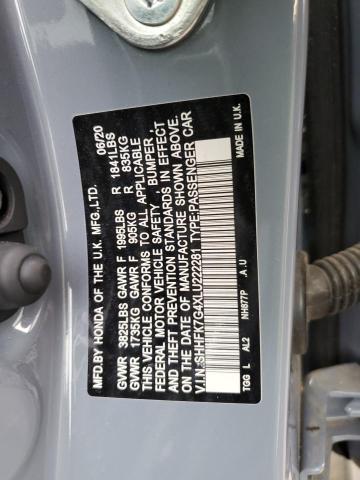 MFD.BY HONDA OF THE U.K. MFG.,LTD. 06/20
GVWR 3825LBS GAWR F 1995LBS R 1841LBS
GVWR 1735KG GAWR F 905KG R 835KG
THIS VEHICLE CONFORMS TO ALL APPLICABLE
FEDERAL MOTOR VEHICLE SAFETY , BUMPER ,
& THEFT PREVENTION STANDARDS IN EFFECT
ON THE DATE OF MANUFACTURE SHOWN ABOVE.
V.I.N.:SHHFK7G4XLU222281 TYPE:PASSENGER CAR
TGG L AL2 NH877P .A.U MADE IN U.K.